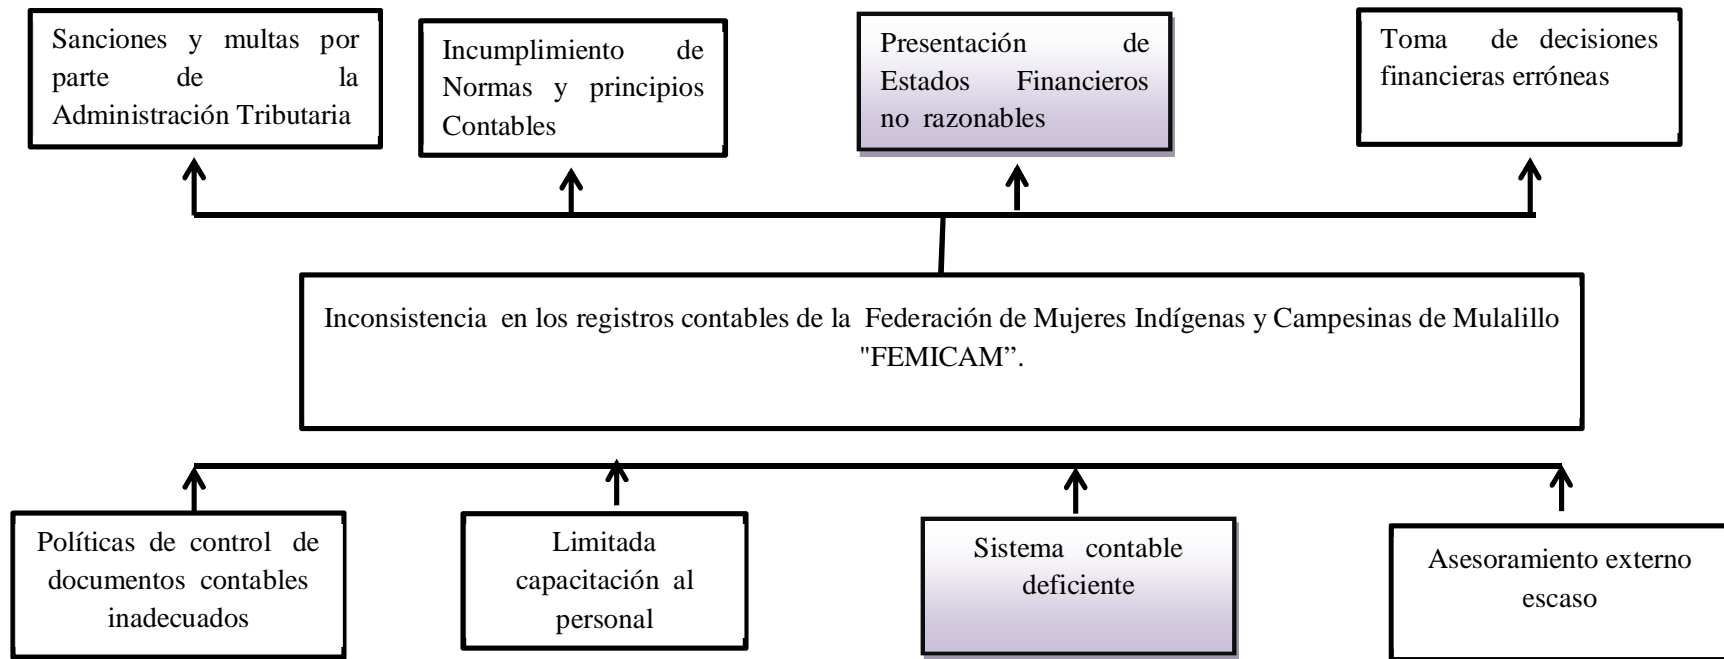 Sanciones y multas por
parte de la
Administración Tributaria
Incumplimiento de
Normas y principios
Contables
Presentación de
Estados Financieros
no razonables
Toma de decisiones
financieras erróneas
Inconsistencia en los registros contables de la Federación de Mujeres Indígenas y Campesinas de Mulalillo
"FEMICAM”.
Políticas de control de
documentos contables
inadecuados
Limitada
capacitación al
personal
Sistema contable
deficiente
Asesoramiento externo
escaso